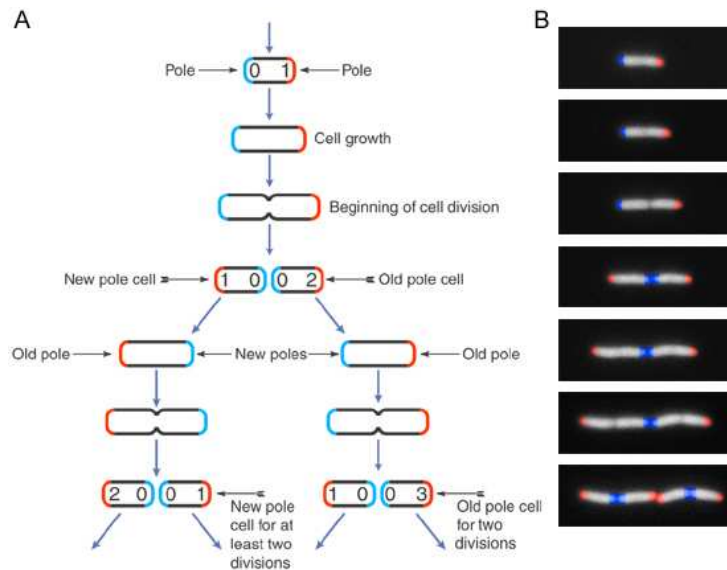 A
B
Pole
0 1
Pole
Cell growth
Beginning of cell division
New pole cell
1 0
0 2
Old pole cell
Old pole
New poles
Old pole
2 0
0 1
1 0
0 3
New pole
cell for at
least two
divisions
Old pole cell
for two
divisions